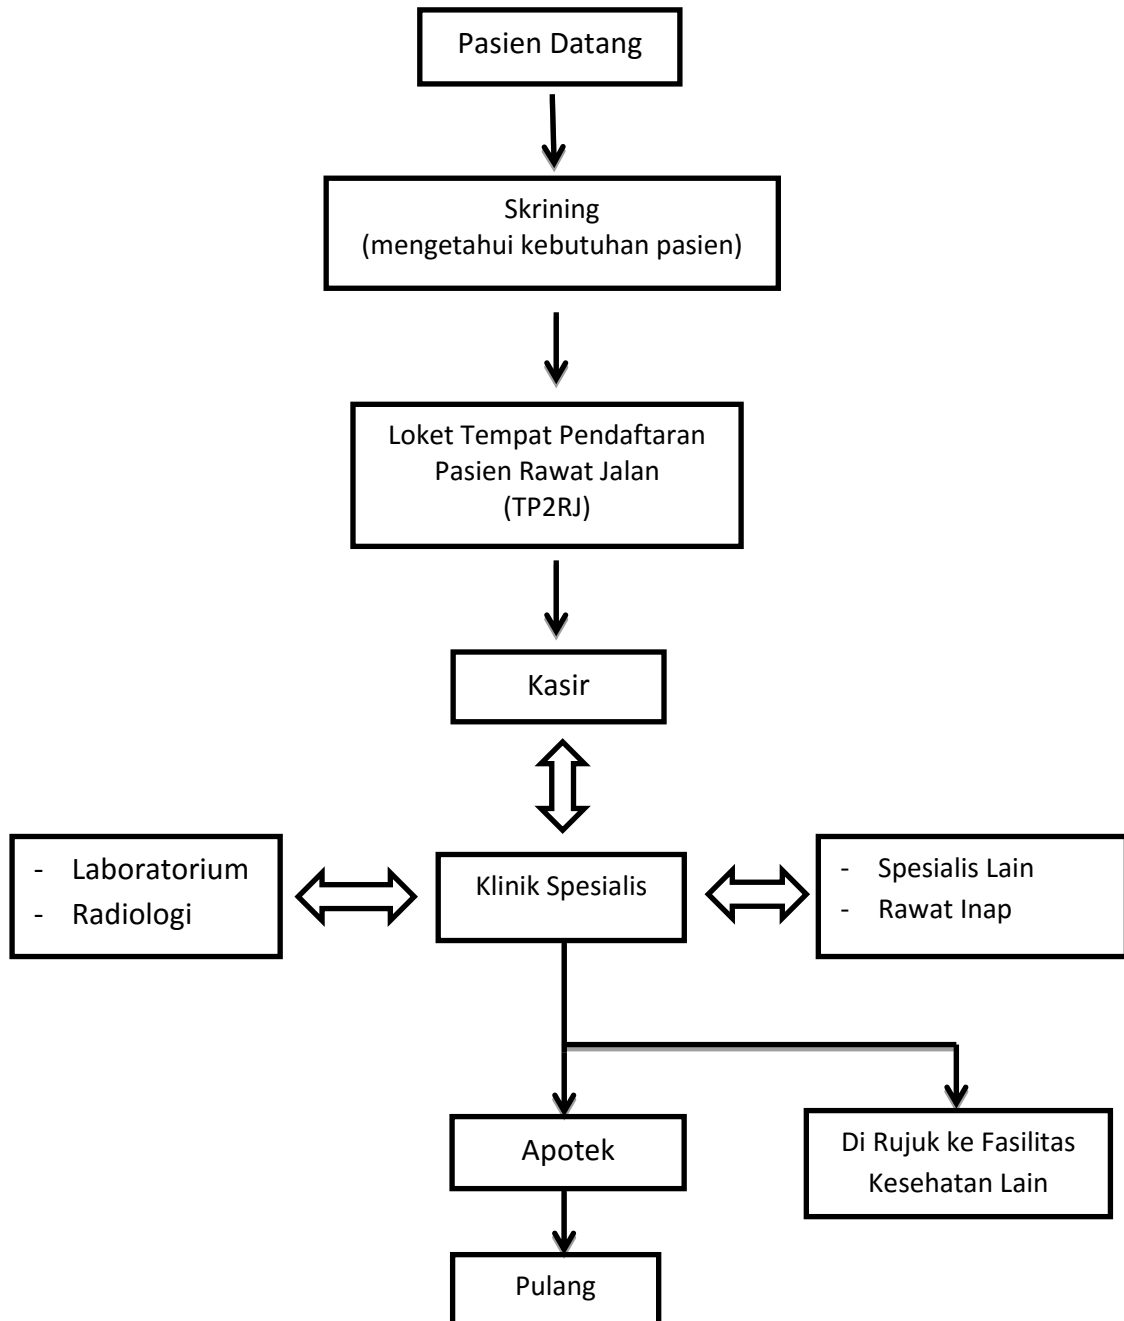 Pasien Datang
Skrining
(mengetahui kebutuhan pasien)
Loket Tempat Pendaftaran
Pasien Rawat Jalan
(TP2RJ)
Kasir
- Laboratorium
- Radiologi
Klinik Spesialis
- Spesialis Lain
- Rawat Inap
Apotek
Di Rujuk ke Fasilitas
Kesehatan Lain
Pulang